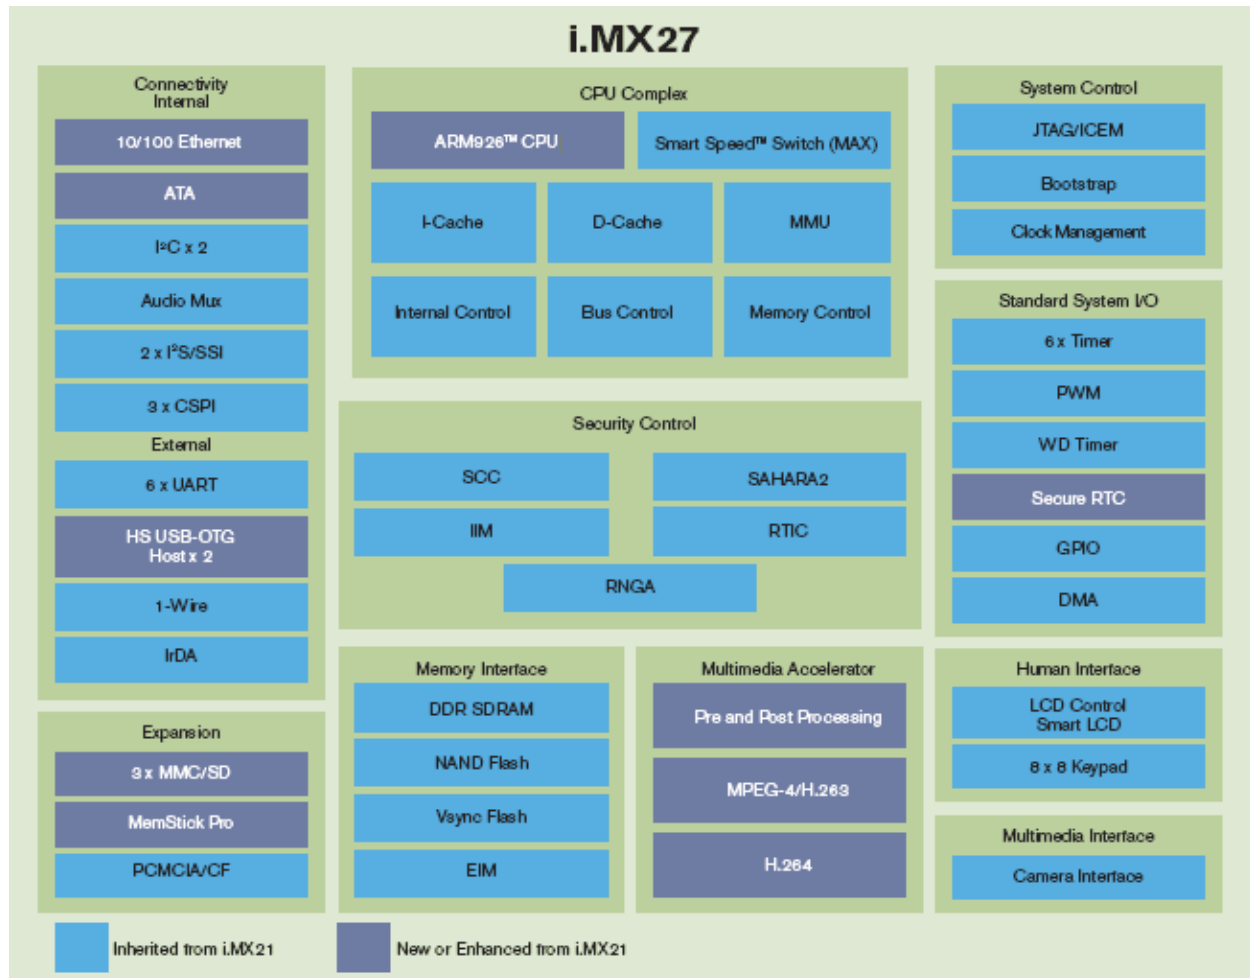 i.MX27
Connectivity
Internal
10/100 Ethernet
ATA
I²C x 2
Audio Mux
2 x I²S/SSI
3 x CSPI
External
6 x UART
HS USB-OTG
Host x 2
1-Wire
IrDA
Expansion
3 x MMC/SD
MemStick Pro
PCMCIA/CF
CPU Complex
ARM926™ CPU
Smart Speed™ Switch (MAX)
I-Cache
D-Cache
MMU
Internal Control
Bus Control
Memory Control
Security Control
SCC
SAHARA2
IIM
RTIC
RNGA
Memory Interface
DDR SDRAM
NAND Flash
Vsync Flash
EIM
Multimedia Accelerator
Pre and Post Processing
MPEG-4/H.263
H.264
System Control
JTAG/ICEM
Bootstrap
Clock Management
Standard System I/O
6 x Timer
PWM
WD Timer
Secure RTC
GPIO
DMA
Human Interface
LCD Control
Smart LCD
8 x 8 Keypad
Multimedia Interface
Camera Interface
Inherited from i.MX21
New or Enhanced from i.MX21